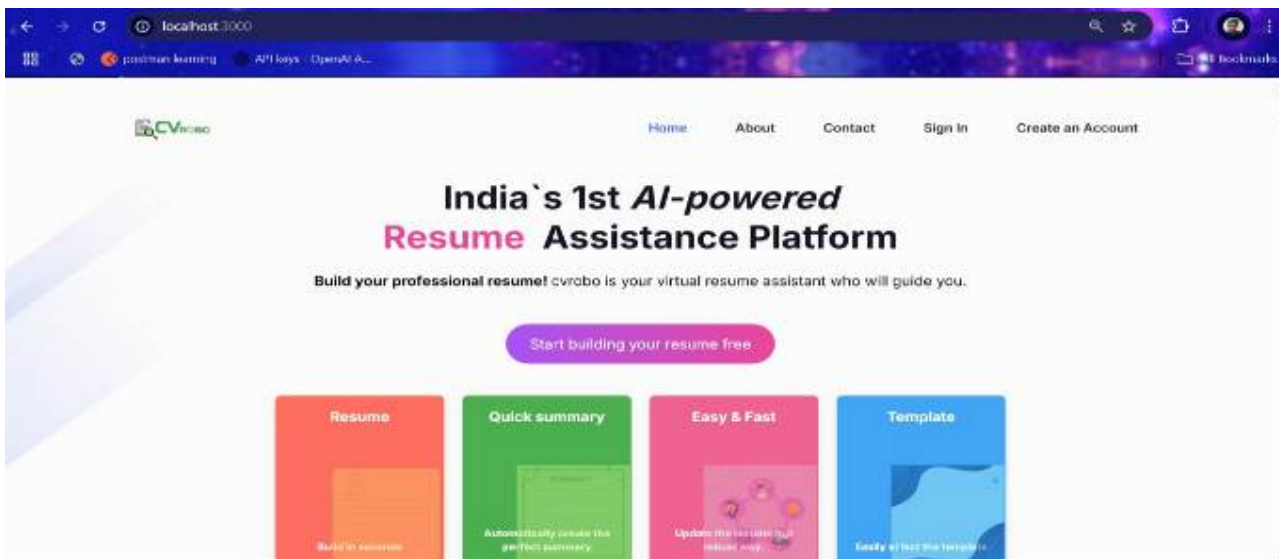 localhost:3000
postman learning API keys - OpenAI A... Bookmarks
CVROBO
Home About Contact Sign In Create an Account
India`s 1st AI-powered
Resume Assistance Platform
Build your professional resume! cvrobo is your virtual resume assistant who will guide you.
Start building your resume free
Resume Quick summary Easy & Fast Template
Build in seconds
Automatically create the
perfect summary
Update the
way.
Easily select the template